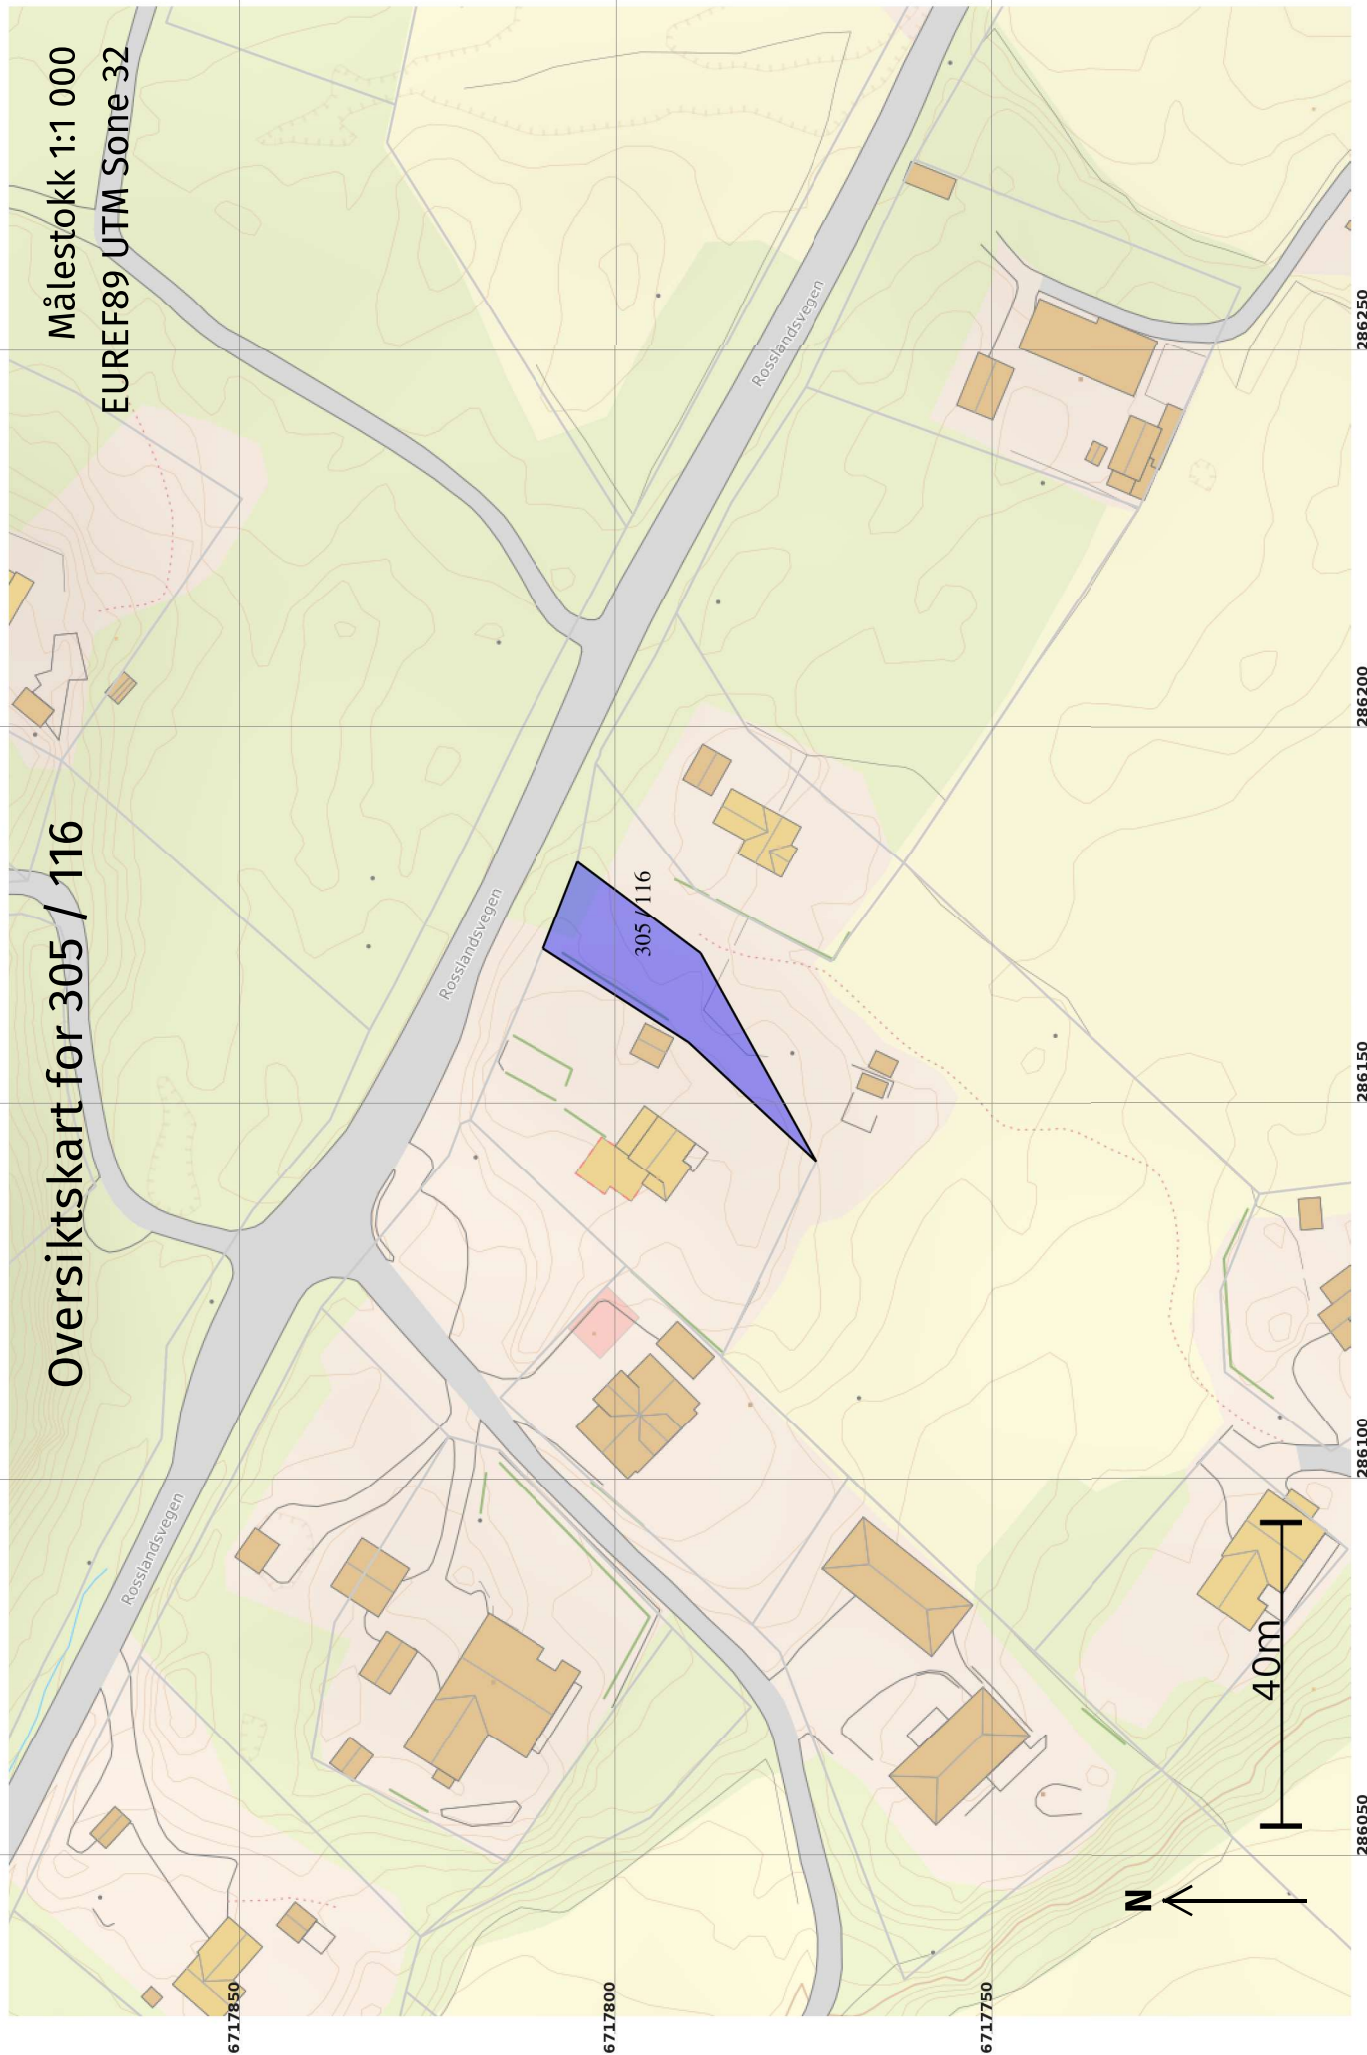 Oversiktskart for 305 / 116
Målestokk 1:1 000
EUREF89 UTM Sone 32
Rosslandsvegen
Rosslandsvegen
Rosslandsvegen
305 / 116
6717850
6717800
6717750
286050
286100
286150
286200
286250
N
40m